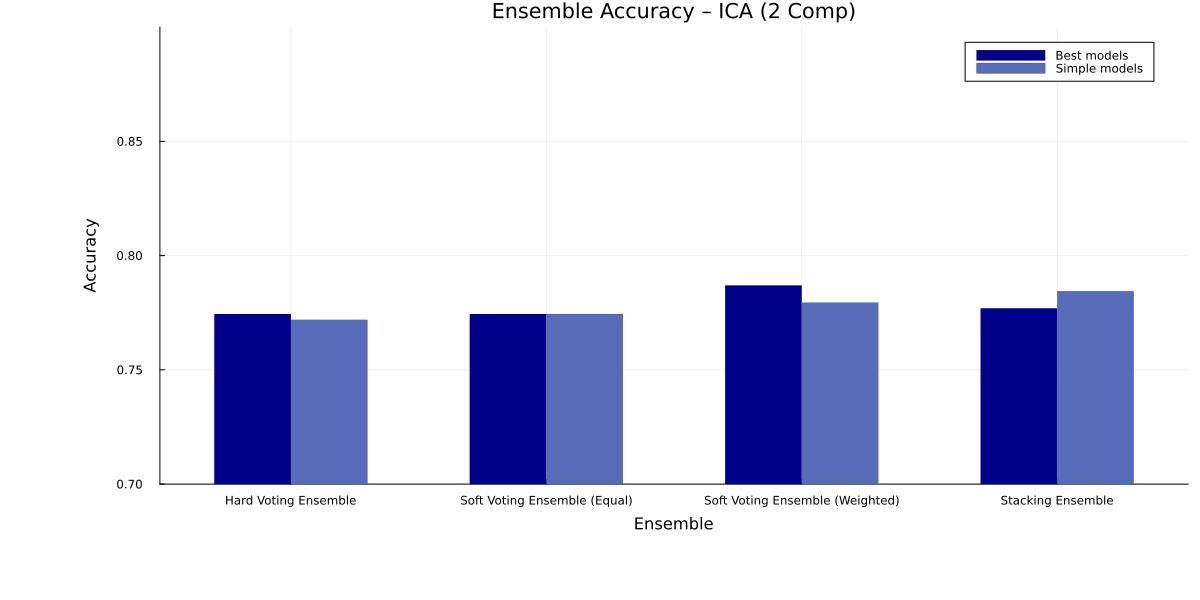 Ensemble Accuracy – ICA (2 Comp)
Best models
Simple models
0.85
0.80
0.75
0.70
Accuracy
Hard Voting Ensemble
Soft Voting Ensemble (Equal)
Soft Voting Ensemble (Weighted)
Stacking Ensemble
Ensemble